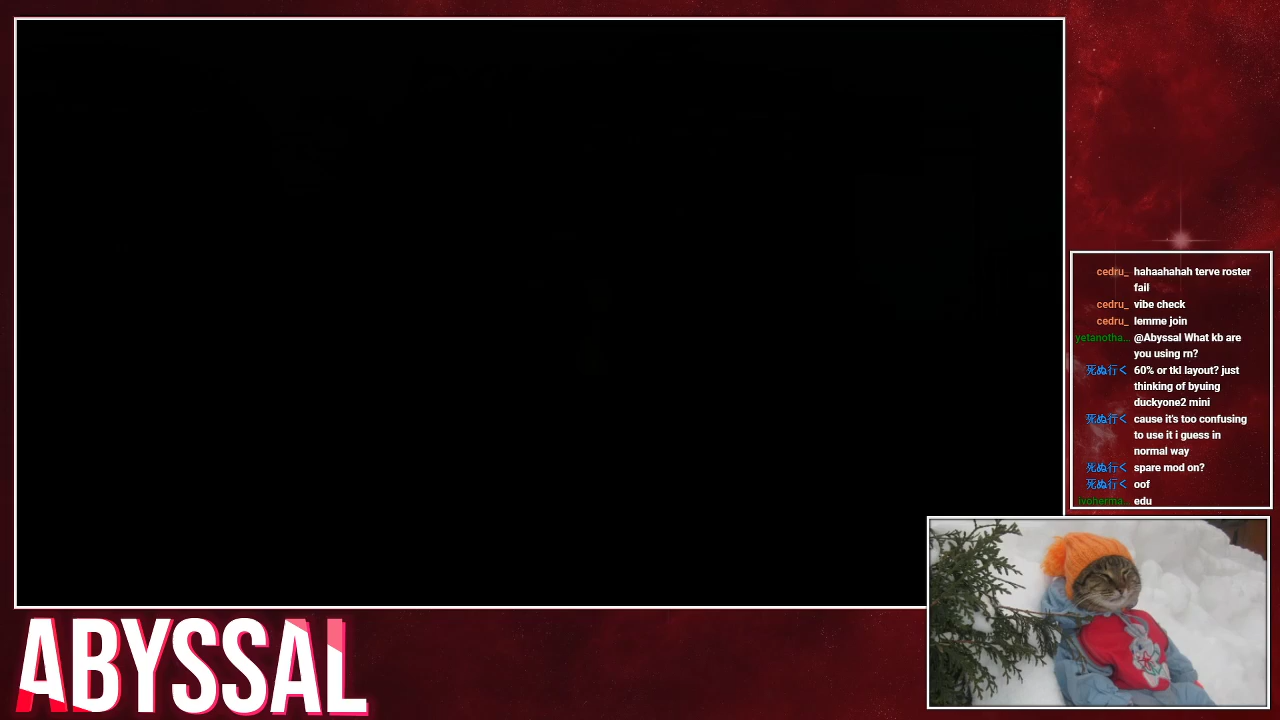 cedru_ hahaahahah terve roster
fail
cedru_ vibe check
cedru_ lemme join
yetanotha… @Abyssal What kb are
you using rn?
死ぬ行く 60% or tkl layout? just
thinking of byuing
duckyone2 mini
死ぬ行く cause it's too confusing
to use it i guess in
normal way
死ぬ行く spare mod on?
死ぬ行く oof
ivoherma… edu
ABYSSAL